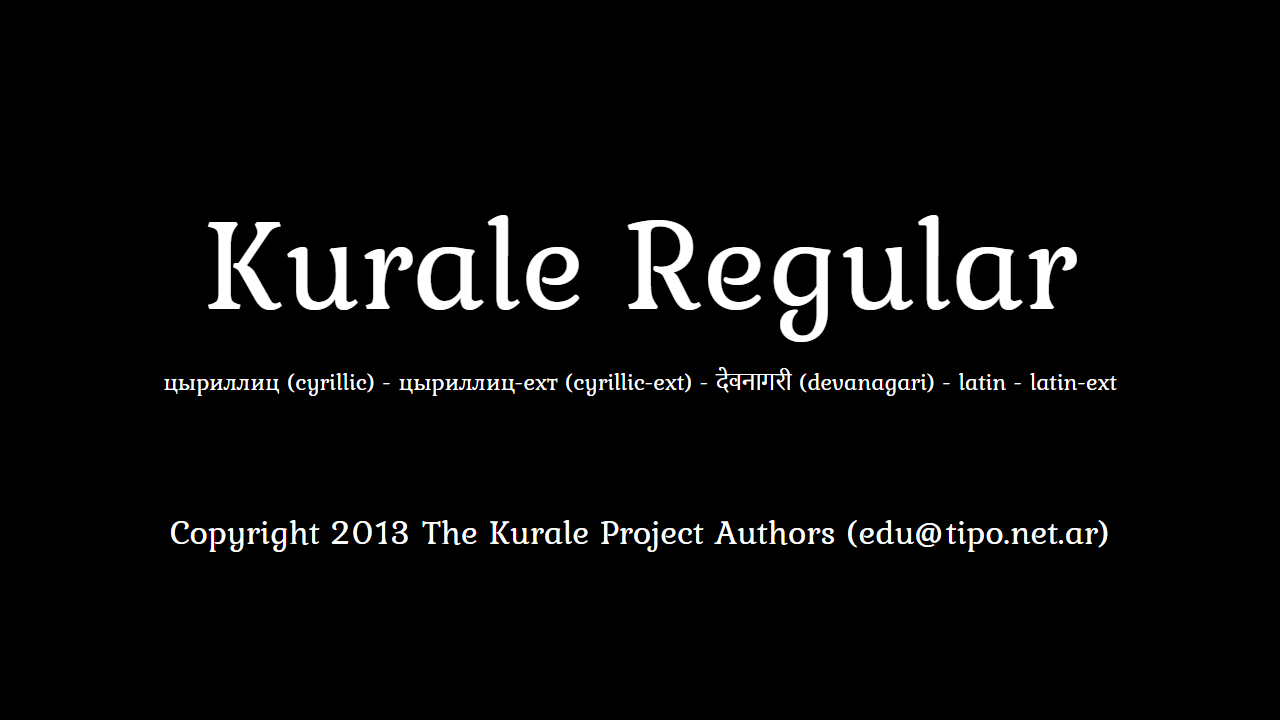 Kurale Regular
цыриллиц (cyrillic) - цыриллиц-ехт (cyrillic-ext) - देवनागरी (devanagari) - latin - latin-ext
Copyright 2013 The Kurale Project Authors (edu@tipo.net.ar)